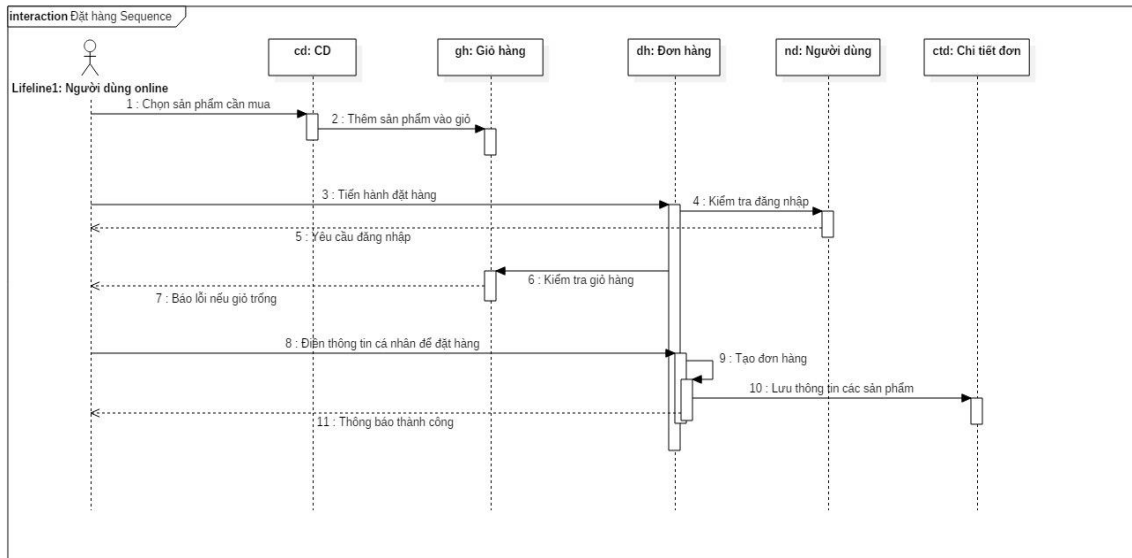 interaction Đặt hàng Sequence
cd: CD
gh: Giỏ hàng
dh: Đơn hàng
nd: Người dùng
ctd: Chi tiết đơn
Lifeline1: Người dùng online
1 : Chọn sản phẩm cần mua
2 : Thêm sản phẩm vào giỏ
3 : Tiến hành đặt hàng
4 : Kiểm tra đăng nhập
5 : Yêu cầu đăng nhập
6 : Kiểm tra giỏ hàng
7 : Báo lỗi nếu giỏ trống
8 : Điền thông tin cá nhân để đặt hàng
9 : Tạo đơn hàng
10 : Lưu thông tin các sản phẩm
11 : Thông báo thành công